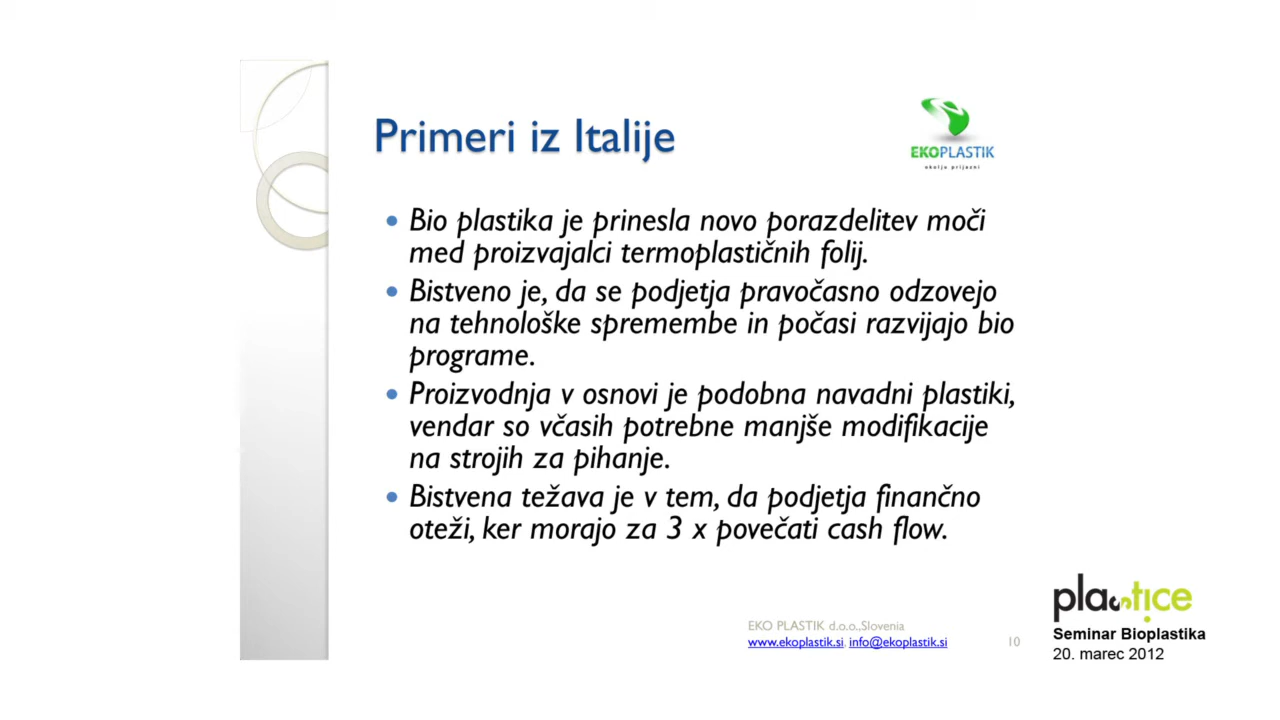 Primeri iz Italije
EKOPLASTIK
okolju prijazni
Bio plastika je prinesla novo porazdelitev moči
med proizvajalci termoplastičnih folij.
Bistveno je, da se podjetja pravočasno odzovejo
na tehnološke spremembe in počasi razvijajo bio
programe.
Proizvodnja v osnovi je podobna navadni plastiki,
vendar so včasih potrebne manjše modifikacije
na strojih za pihanje.
Bistvena težava je v tem, da podjetja finančno
oteži, ker morajo za 3 x povečati cash flow.
EKO PLASTIK d.o.o.,Slovenia
www.ekoplastik.si, info@ekoplastik.si
10
plastice
Seminar Bioplastika
20. marec 2012